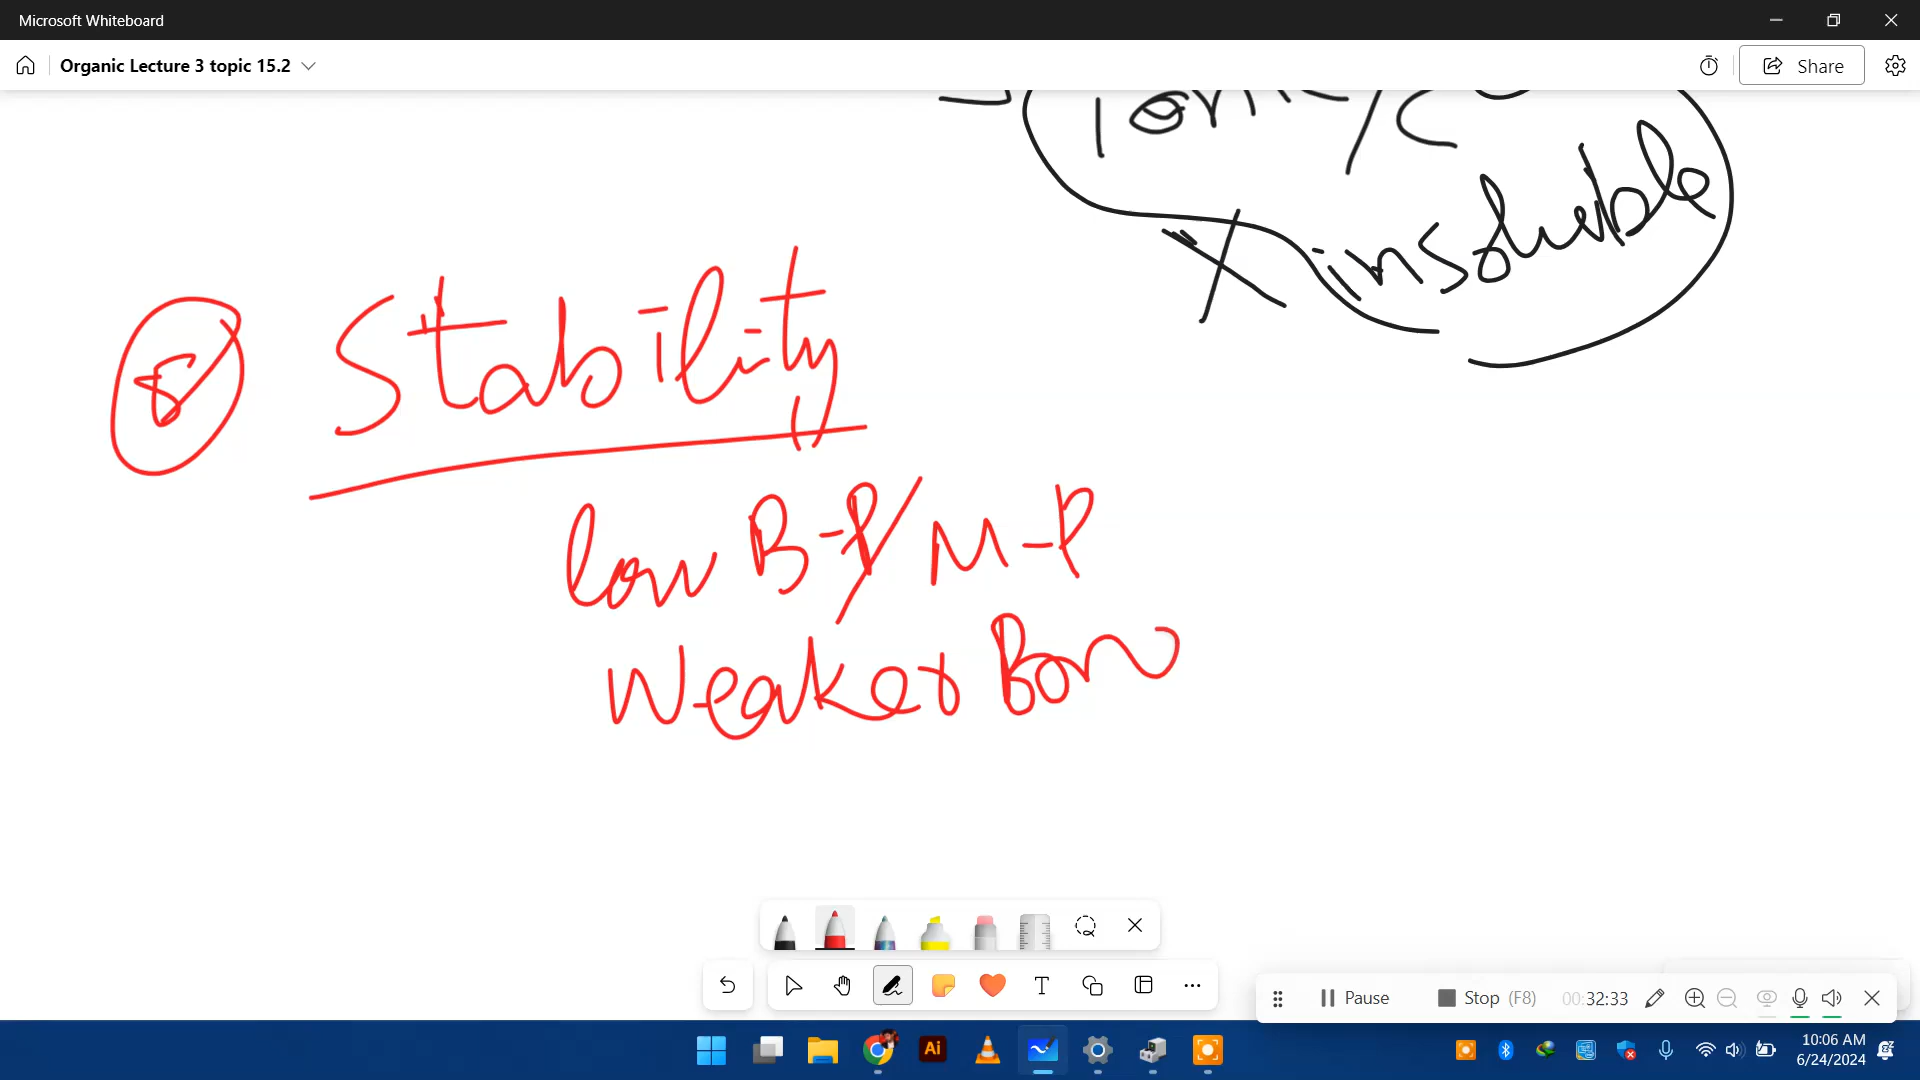 Microsoft Whiteboard
Organic Lecture 3 topic 15.2
Share
insoluble
8 Stability
low B-P/M-P
Weaker Bon
T
Pause
Stop (F8)
00:32:33
Ai
10:06 AM
6/24/2024